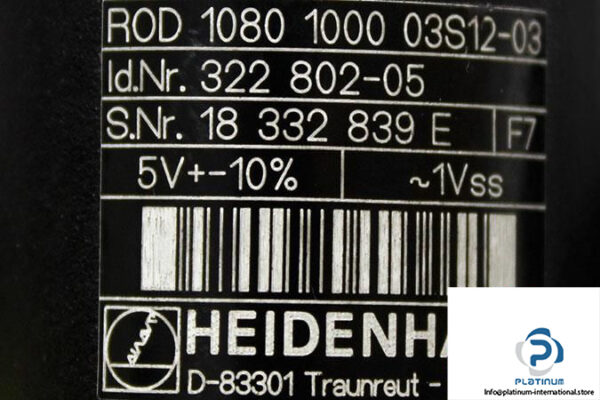 ROD 1080 1000 03S12-03
Id.Nr. 322 802-05
S.Nr. 18 332 839 E F7
5V+-10% ~1Vss
HEIDENHA
D-83301 Traunreut -
PLATINUM
Info@platinum-international.store